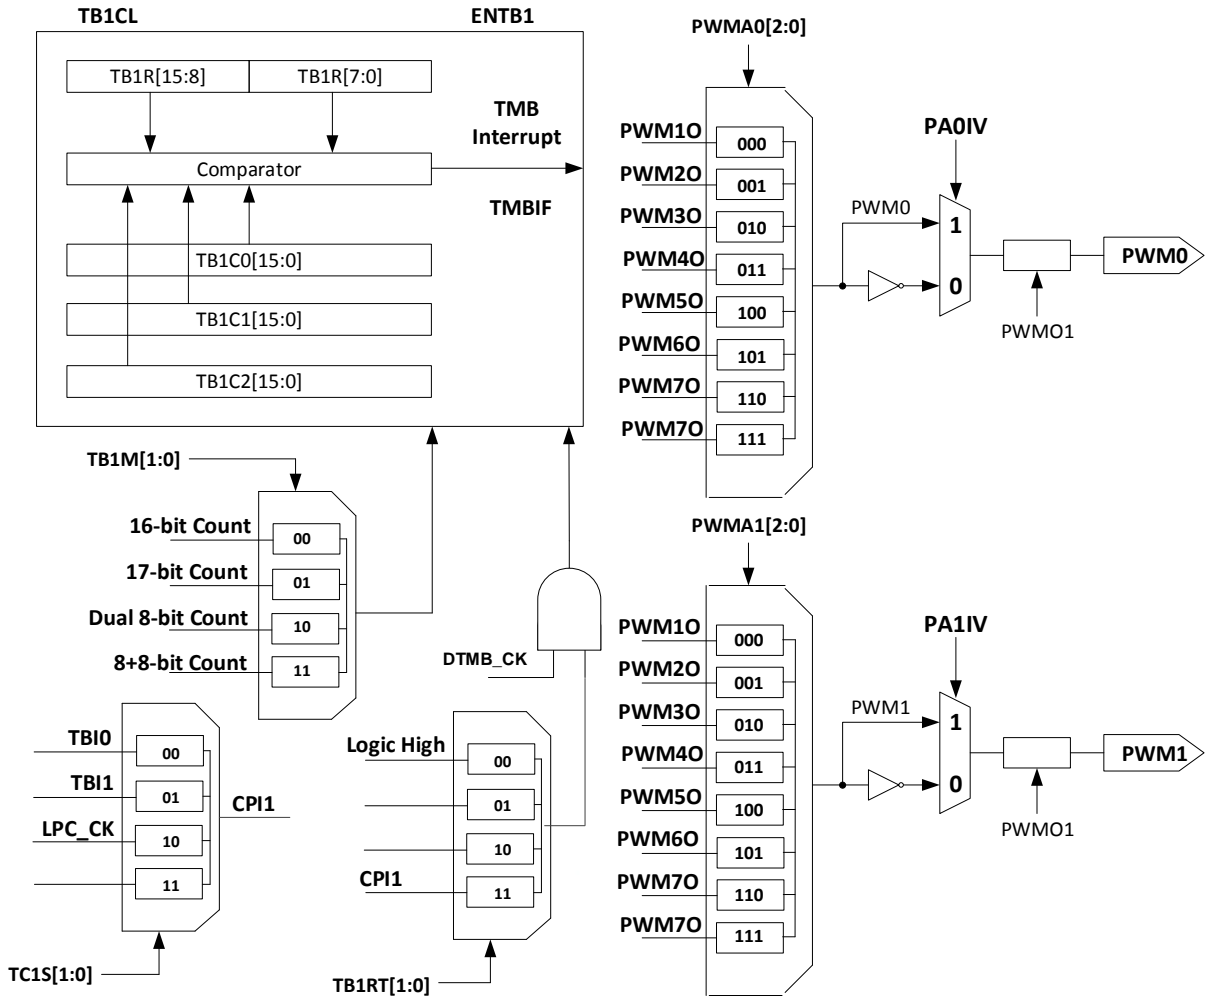 TB1CL
ENTB1
TB1R[15:8]
TB1R[7:0]
TMB
Interrupt
Comparator
TMBIF
TB1C0[15:0]
TB1C1[15:0]
TB1C2[15:0]
TB1M[1:0]
16-bit Count
00
17-bit Count
01
Dual 8-bit Count
10
8+8-bit Count
11
DTMB_CK
TBI0
00
TBI1
01
LPC_CK
10
11
CPI1
TC1S[1:0]
Logic High
00
01
10
CPI1
11
TB1RT[1:0]
PWMA0[2:0]
PWM1O
000
PWM2O
001
PWM3O
010
PWM4O
011
PWM5O
100
PWM6O
101
PWM7O
110
PWM7O
111
PA0IV
PWM0
1
0
PWM0
PWMO1
PWMA1[2:0]
PWM1O
000
PWM2O
001
PWM3O
010
PWM4O
011
PWM5O
100
PWM6O
101
PWM7O
110
PWM7O
111
PA1IV
PWM1
1
0
PWM1
PWMO1